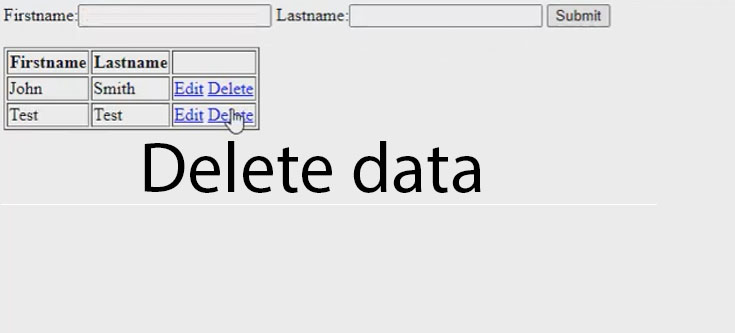 Firstname: Lastname: Submit
Firstname Lastname
John Smith Edit Delete
Test Test Edit Delete
Delete data